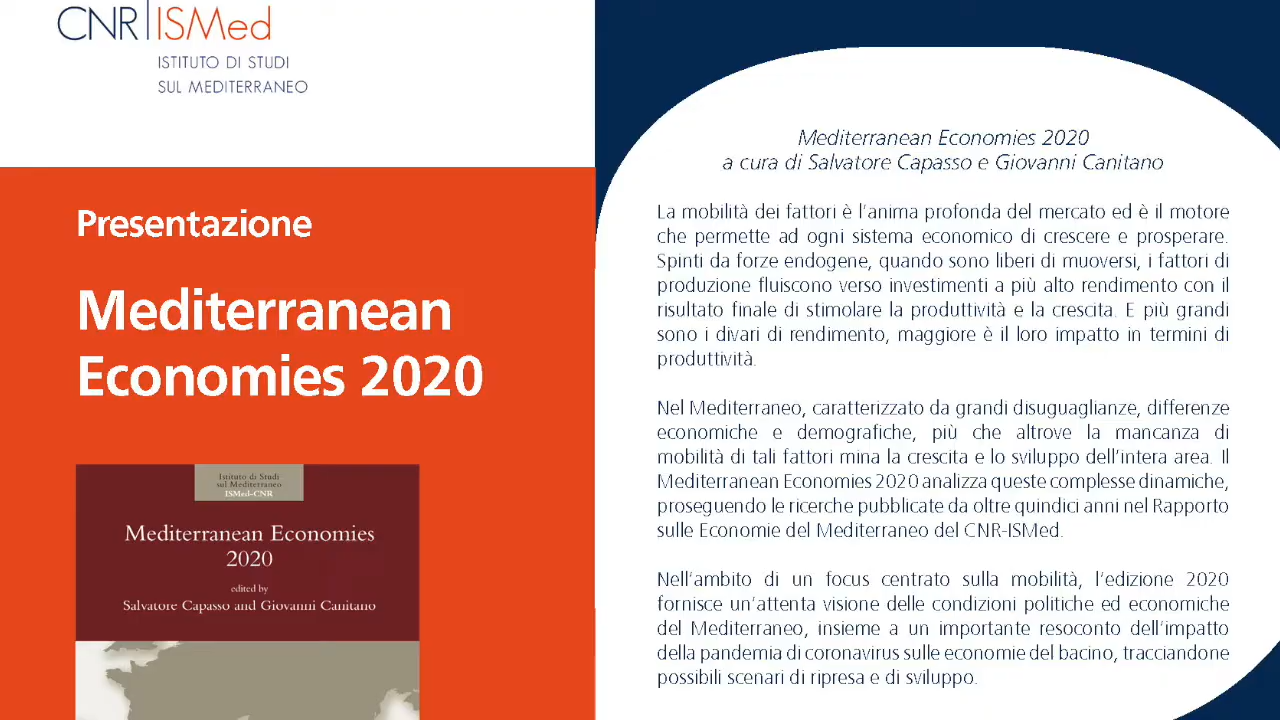 CNR|ISMed
ISTITUTO DI STUDI
SUL MEDITERRANEO
Presentazione
Mediterranean
Economies 2020
Istituto di Studi
sul Mediterraneo
ISMed-CNR
Mediterranean Economies
2020
edited by
Salvatore Capasso and Giovanni Canitano
Mediterranean Economies 2020
a cura di Salvatore Capasso e Giovanni Canitano
La mobilità dei fattori è l'anima profonda del mercato ed è il motore
che permette ad ogni sistema economico di crescere e prosperare.
Spinti da forze endogene, quando sono liberi di muoversi, i fattori di
produzione fluiscono verso investimenti a più alto rendimento con il
risultato finale di stimolare la produttività e la crescita. E più grandi
sono i divari di rendimento, maggiore è il loro impatto in termini di
produttività.
Nel Mediterraneo, caratterizzato da grandi disuguaglianze, differenze
economiche e demografiche, più che altrove la mancanza di
mobilità di tali fattori mina la crescita e lo sviluppo dell'intera area. Il
Mediterranean Economies 2020 analizza queste complesse dinamiche,
proseguendo le ricerche pubblicate da oltre quindici anni nel Rapporto
sulle Economie del Mediterraneo del CNR-ISMed.
Nell'ambito di un focus centrato sulla mobilità, l'edizione 2020
fornisce un'attenta visione delle condizioni politiche ed economiche
del Mediterraneo, insieme a un importante resoconto dell'impatto
della pandemia di coronavirus sulle economie del bacino, tracciandone
possibili scenari di ripresa e di sviluppo.